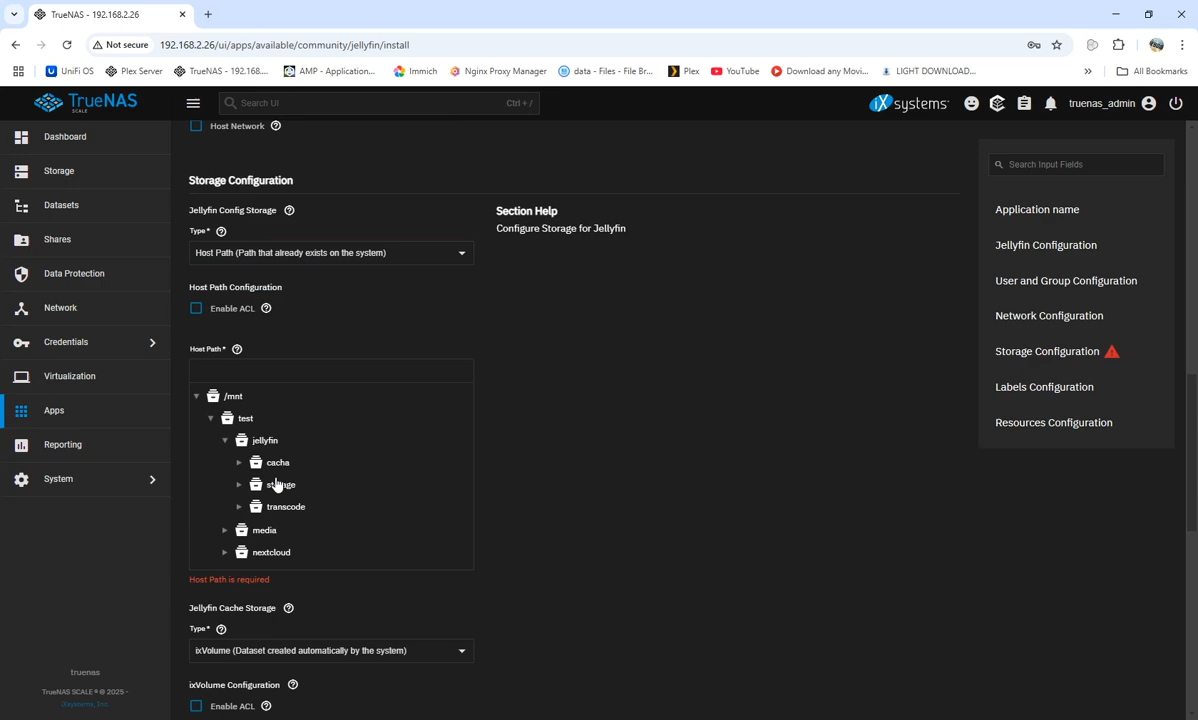 TrueNAS - 192.168.2.26
Not secure
192.168.2.26/ui/apps/available/community/jellyfin/install
UniFi OS
Plex Server
TrueNAS - 192.168....
AMP - Application...
Immich
Nginx Proxy Manager
data - Files - File Br...
Plex
YouTube
Download any Movi...
LIGHT DOWNLOAD...
»
All Bookmarks
TrueNAS
SCALE
Search UI
Ctrl + /
iXsystems
truenas_admin
Dashboard
Storage
Datasets
Shares
Data Protection
Network
Credentials
Virtualization
Apps
Reporting
System
truenas
TrueNAS SCALE ® © 2025 -
iXsystems, Inc.
Host Network
Storage Configuration
Jellyfin Config Storage
Type*
Host Path (Path that already exists on the system)
Host Path Configuration
Enable ACL
Host Path*
/mnt
test
jellyfin
cacha
storage
transcode
media
nextcloud
Host Path is required
Jellyfin Cache Storage
Type*
ixVolume (Dataset created automatically by the system)
ixVolume Configuration
Enable ACL
Section Help
Configure Storage for Jellyfin
Search Input Fields
Application name
Jellyfin Configuration
User and Group Configuration
Network Configuration
Storage Configuration
Labels Configuration
Resources Configuration